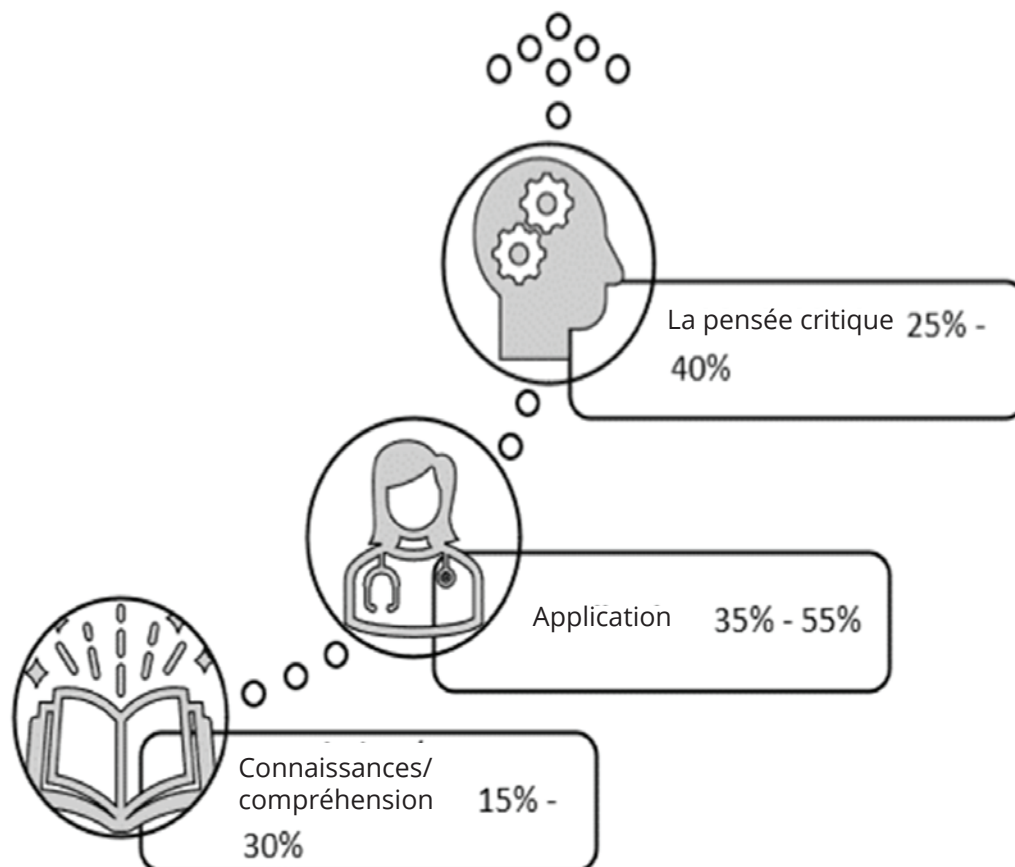 La pensée critique 25% -
40%
Application 35% - 55%
Connaissances/
compréhension 15% -
30%